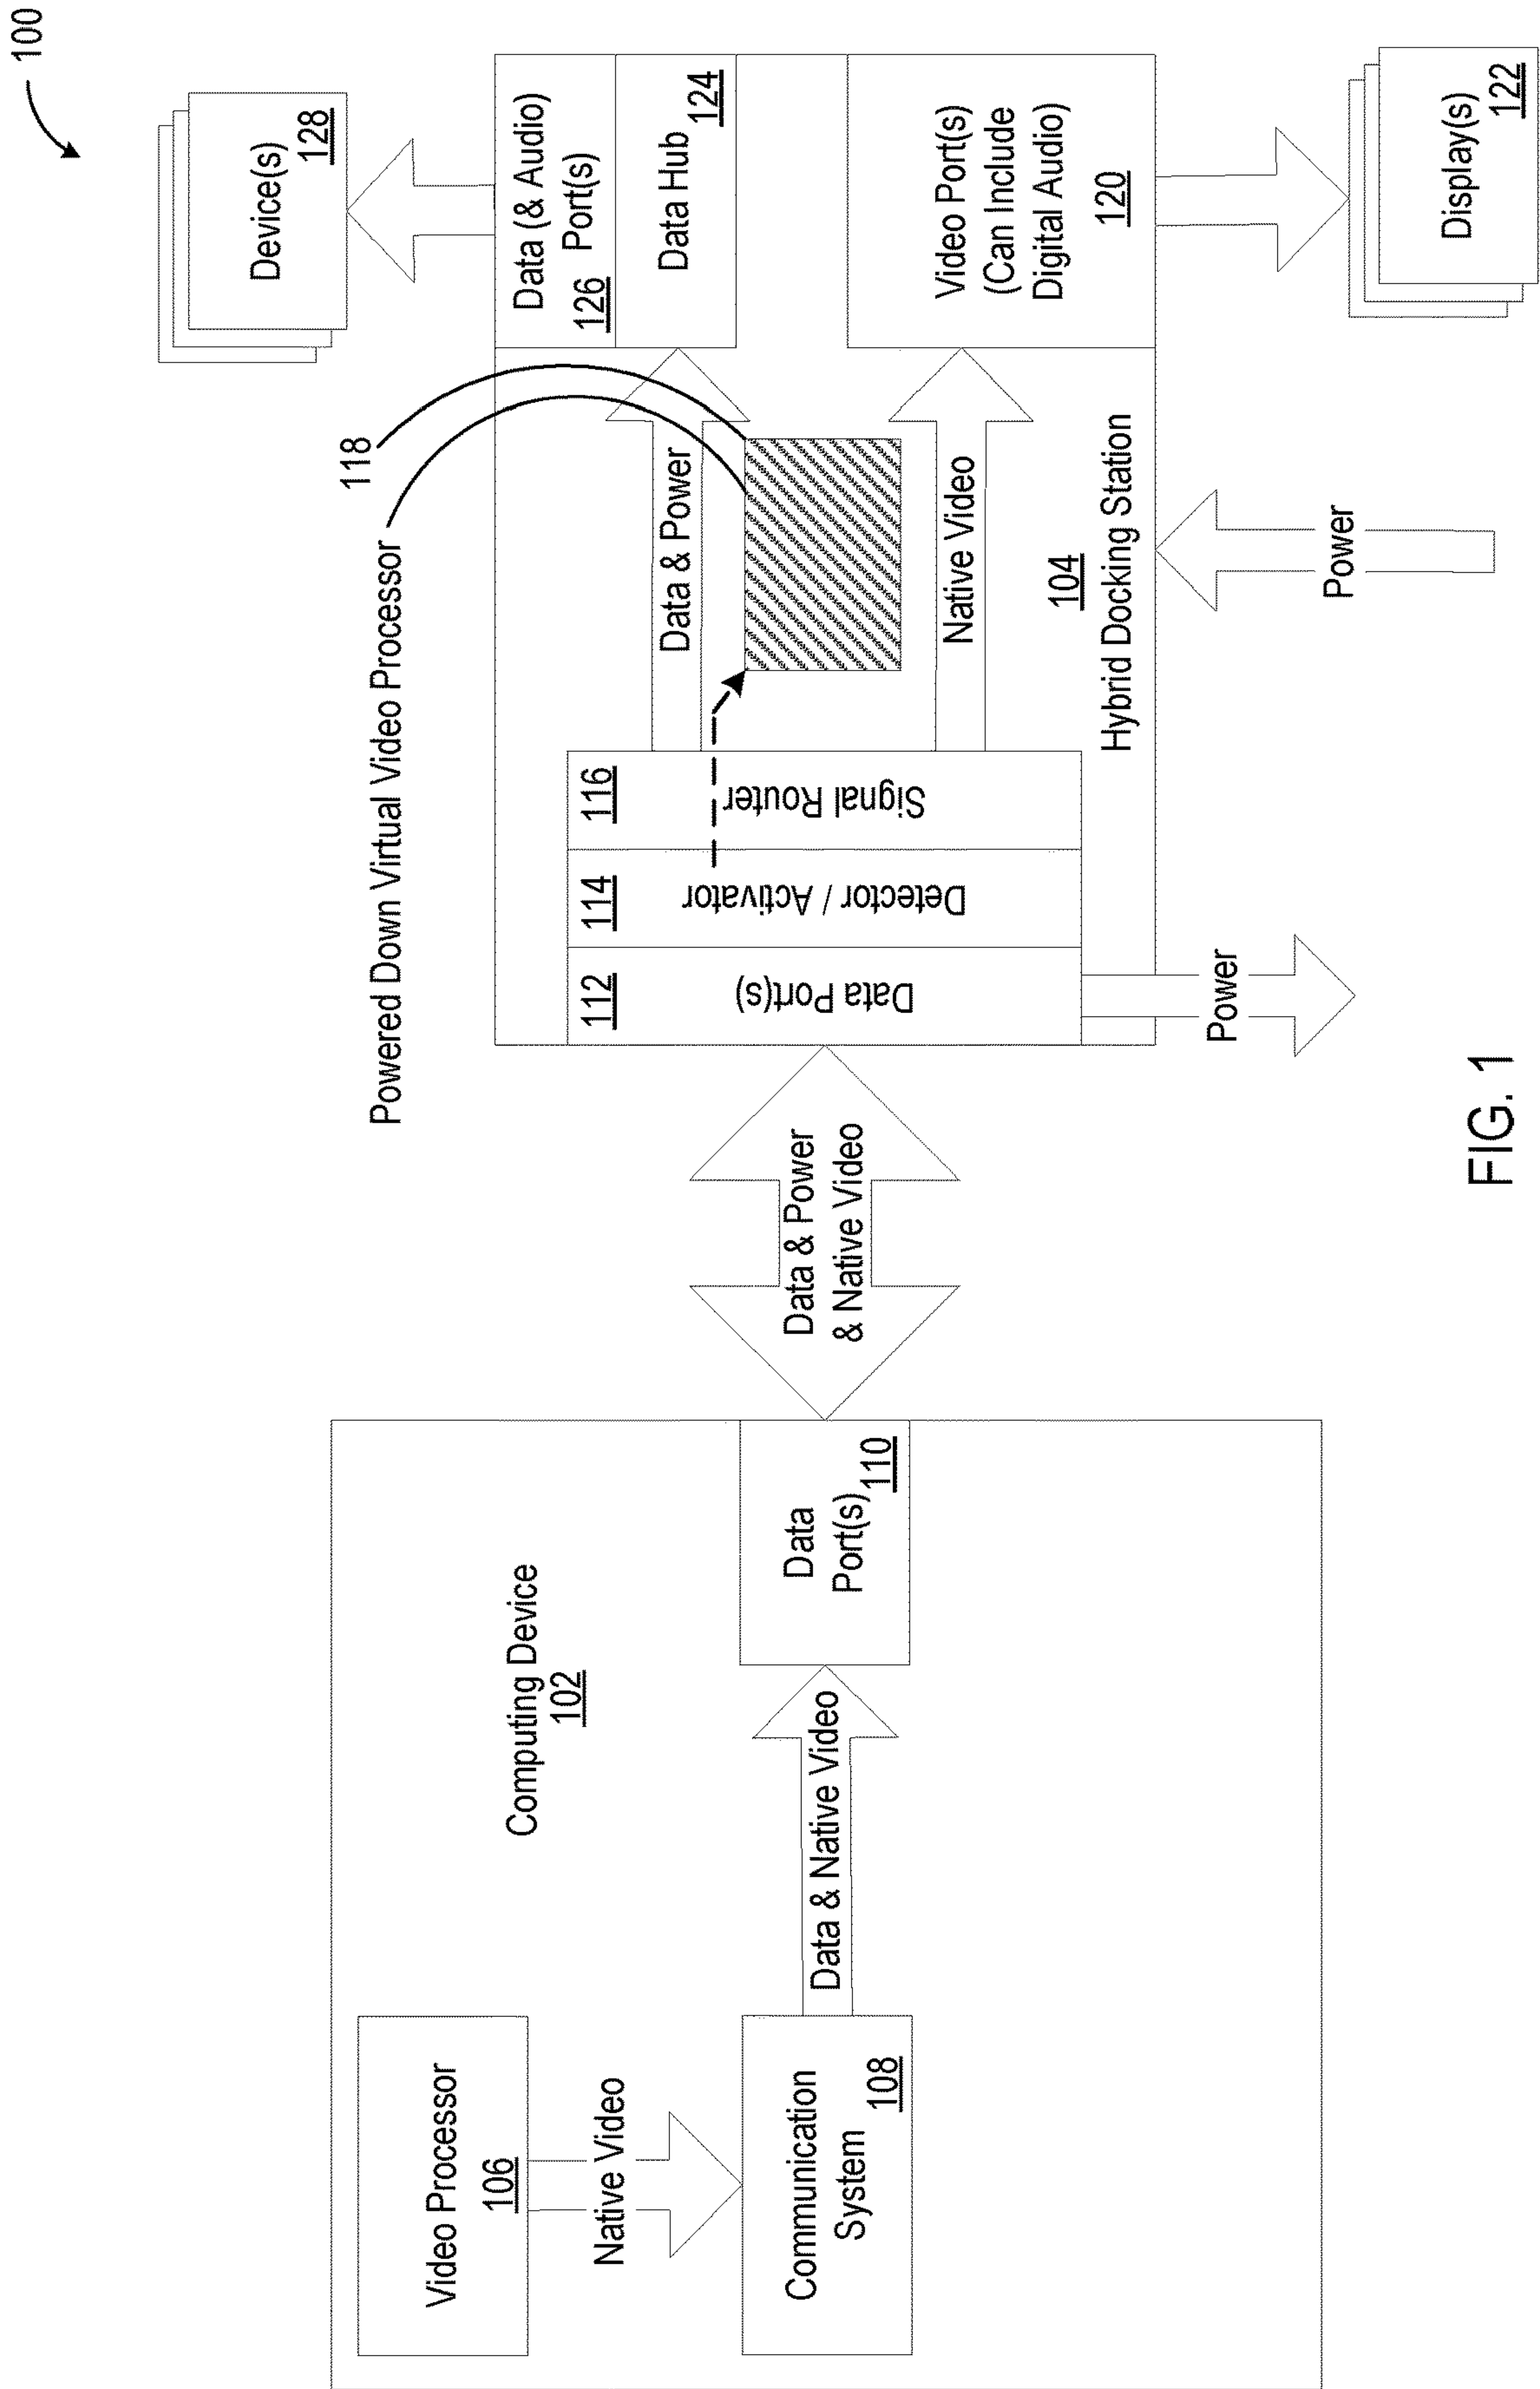 100
Device(s)
128
Data (& Audio)
Port(s)
126
Data Hub
124
Video Port(s)
(Can Include
Digital Audio)
120
Display(s)
122
118
Powered Down Virtual Video Processor
Data & Power
Native Video
104
Hybrid Docking Station
Power
116
Signal Router
114
Detector / Activator
112
Data Port(s)
Power
Data & Power
& Native Video
Computing Device
102
Data
Port(s)
110
Data & Native Video
Video Processor
106
Native Video
Communication
System
108
FIG. 1